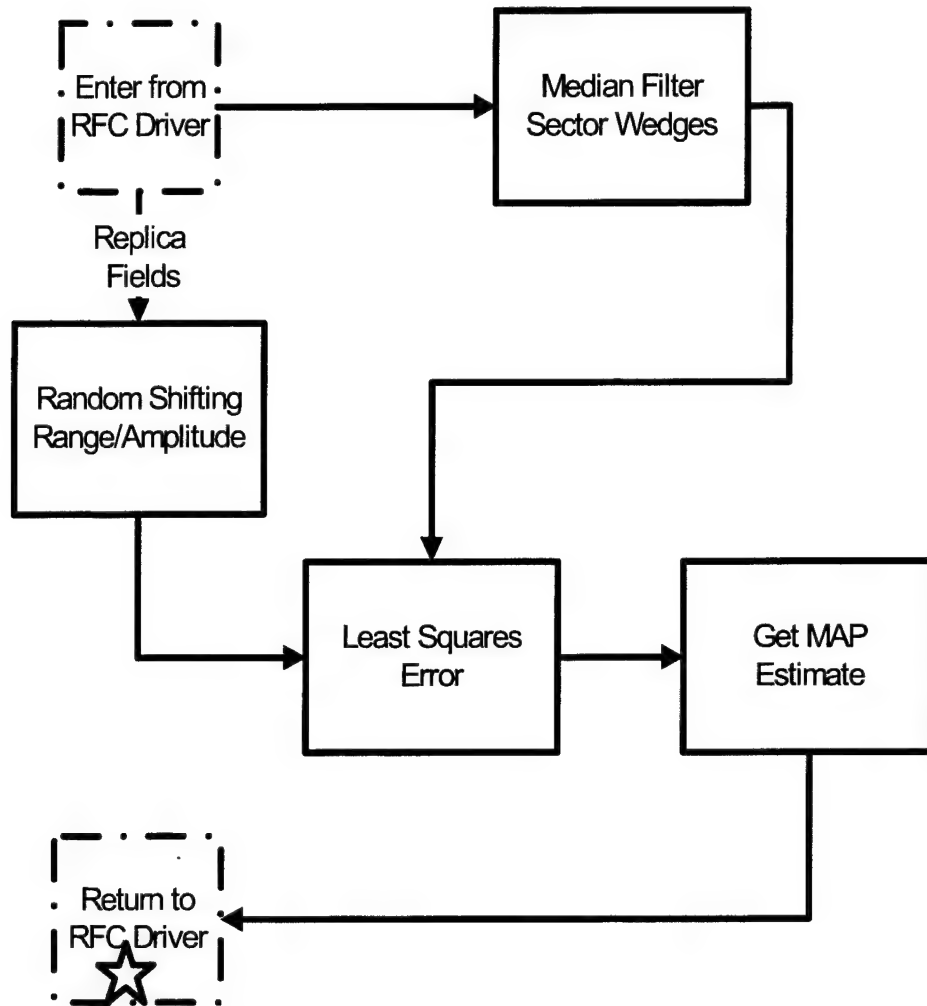 Enter from
RFC Driver
Median Filter
Sector Wedges
Replica
Fields
Random Shifting
Range/Amplitude
Least Squares
Error
Get MAP
Estimate
Return to
RFC Driver